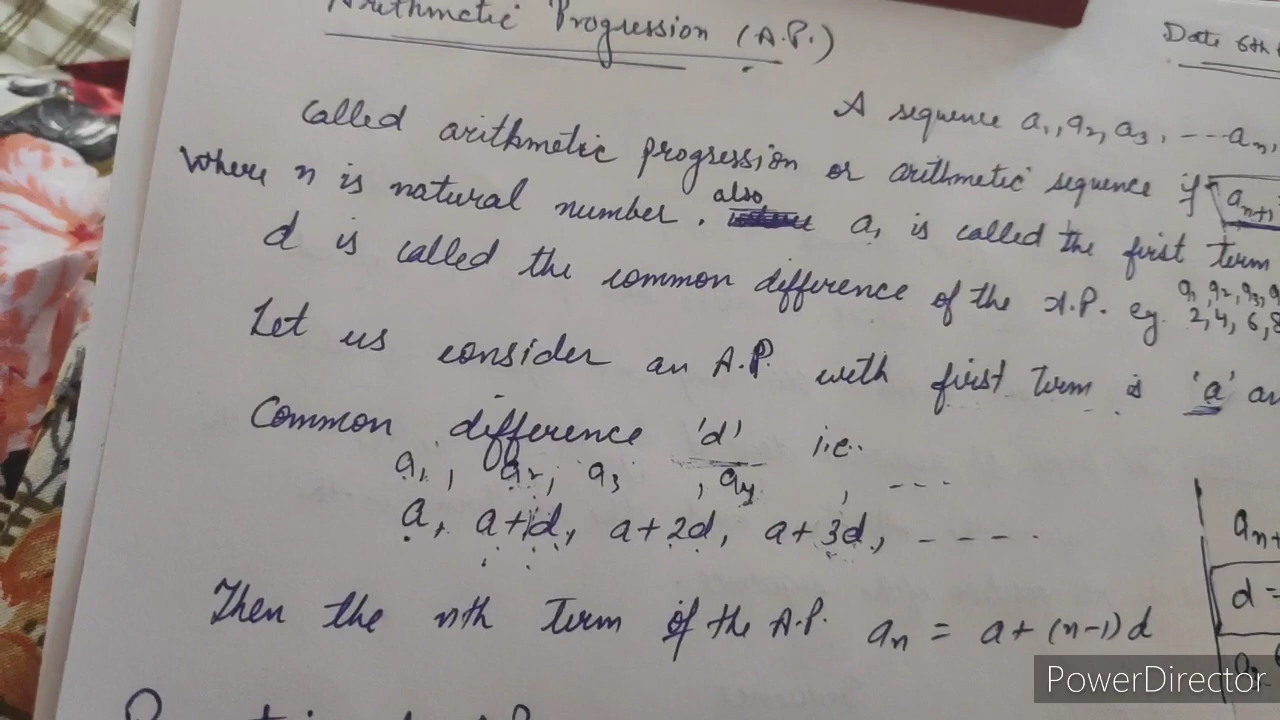 Arithmetic Progression (A.P.)
Date 6th
A sequence a₁, a₂, a₃, ---aₙ,
called arithmetic progression or arithmetic sequence if aₙ₊₁
where n is natural number. also a₁ is called the first term
d is called the common difference of the A.P. eg. 2,4,6,8
a₁, a₂, a₃, a
Let us consider an A.P. with first term is 'a' an
Common difference 'd' i.e.
a₁, a₂, a₃, a₄, ---
a, a+1d, a+2d, a+3d, ----
aₙ₊
d =
Then the nth term of the A.P. aₙ = a+(n-1)d
PowerDirector